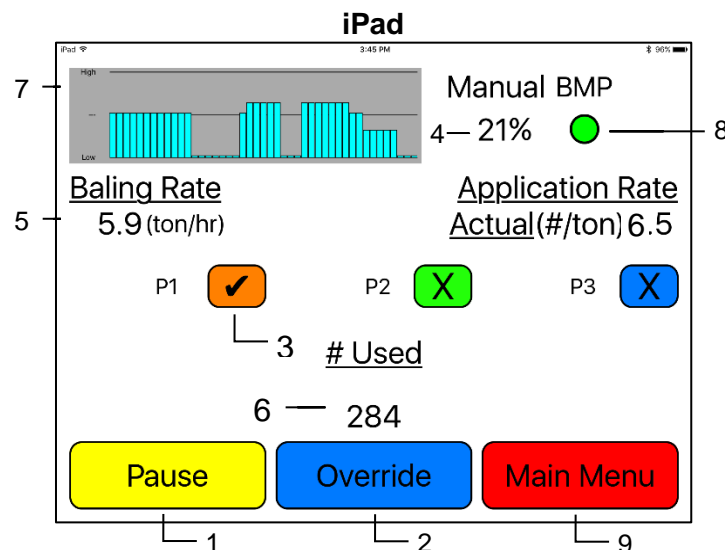 iPad
iPad 3:45 PM 96%
High
7
Manual BMP
—
4 21% 8
Low
Baling Rate Application Rate
5 5.9 (ton/hr) Actual(#/ton) 6.5
P1 ✔ P2 X P3 X
3 # Used
6 284
Pause Override Main Menu
1 2 9